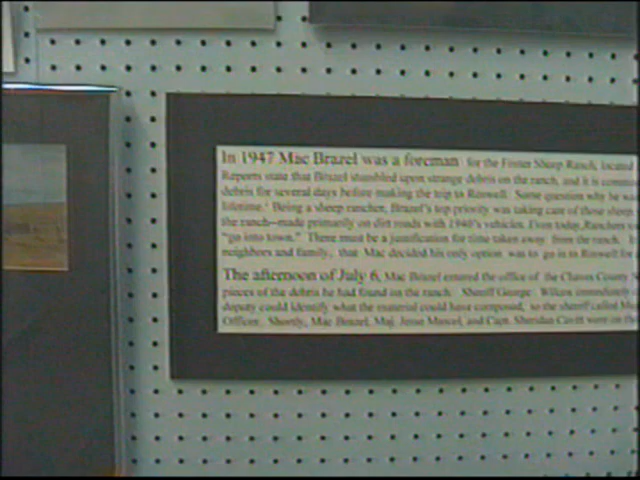 In 1947 Mac Brazel was a foreman for the Foster Sheep Ranch, located
Reports state that Brazel stumbled upon strange debris on the ranch, and it is
debris for several days before making the trip to Roswell. Some question why he
lifetime. Being a sheep rancher, Brazel's top priority was taking care of those sheep
the ranch—made primarily on dirt roads with 1940's vehicles. Even today, Ranchers
"go into town." There must be a justification for time taken away from the ranch.
neighbors and family, that Mac decided his only option was to go in to Roswell for
The afternoon of July 6, Mac Brazel entered the office of the Chaves County
pieces of the debris he had found on the ranch. Sheriff George Wilcox immediately
deputy could identify what the material could have composed, so the sheriff called
Officer. Shortly, Mac Brazel, Maj. Jesse Marcel, and Capt. Sheridan Cavitt were on